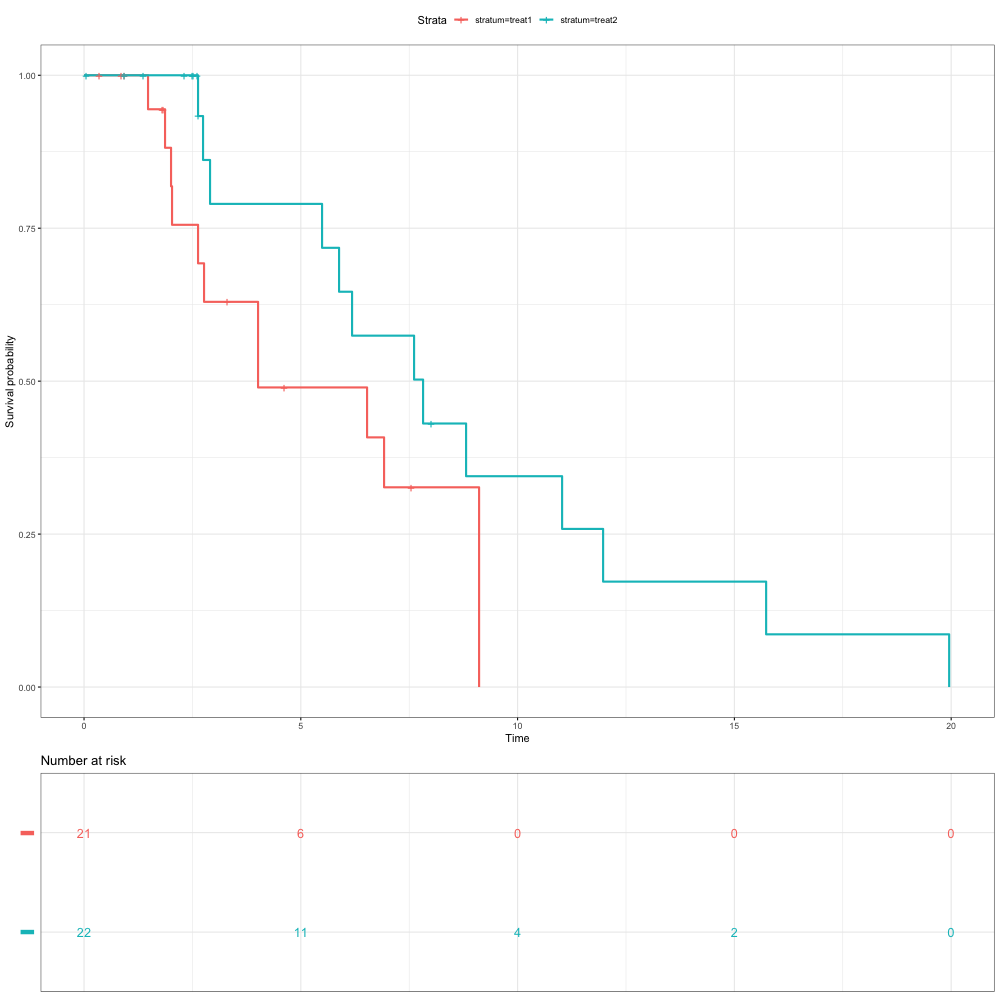 Strata stratum=treat1 stratum=treat2
1.00
0.75
0.50
0.25
0.00
Survival probability
0 5 10 15 20
Time
Number at risk
21 6 0 0 0
22 11 4 2 0